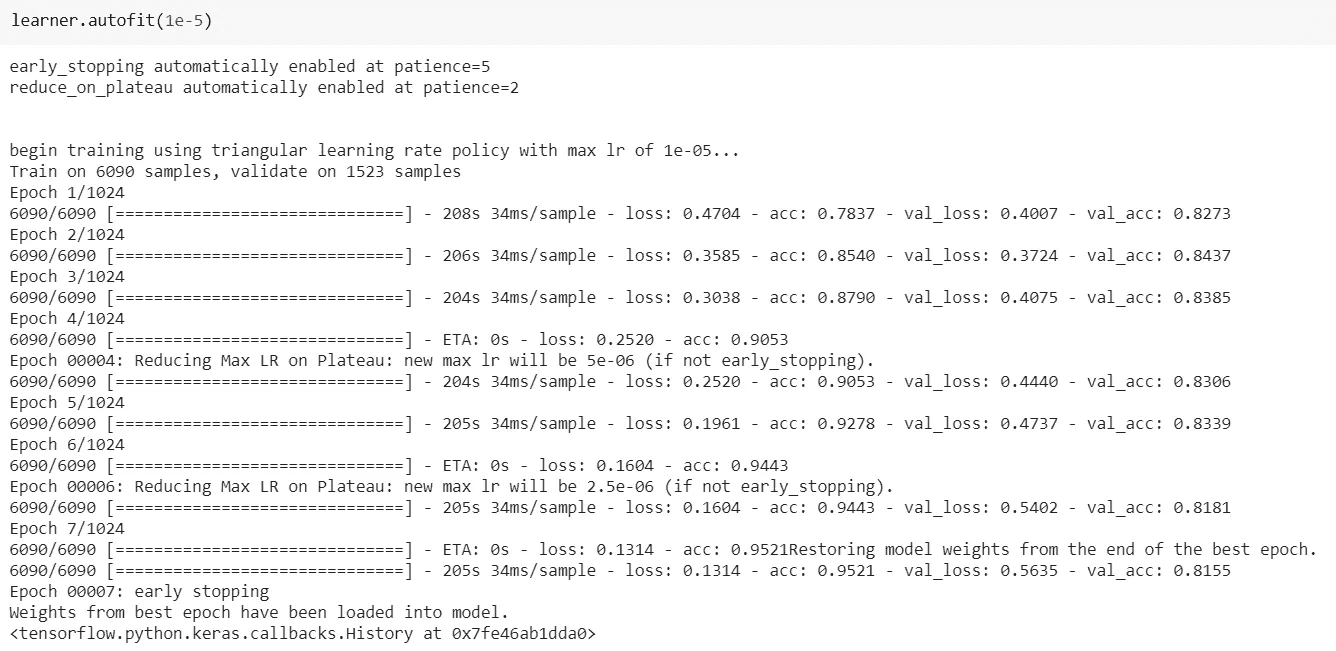 learner.autofit(1e-5)
early_stopping automatically enabled at patience=5
reduce_on_plateau automatically enabled at patience=2
begin training using triangular learning rate policy with max lr of 1e-05...
Train on 6090 samples, validate on 1523 samples
Epoch 1/1024
6090/6090 [==============================] - 208s 34ms/sample - loss: 0.4704 - acc: 0.7837 - val_loss: 0.4007 - val_acc: 0.8273
Epoch 2/1024
6090/6090 [==============================] - 206s 34ms/sample - loss: 0.3585 - acc: 0.8540 - val_loss: 0.3724 - val_acc: 0.8437
Epoch 3/1024
6090/6090 [==============================] - 204s 34ms/sample - loss: 0.3038 - acc: 0.8790 - val_loss: 0.4075 - val_acc: 0.8385
Epoch 4/1024
6090/6090 [==============================] - ETA: 0s - loss: 0.2520 - acc: 0.9053
Epoch 00004: Reducing Max LR on Plateau: new max lr will be 5e-06 (if not early_stopping).
6090/6090 [==============================] - 204s 34ms/sample - loss: 0.2520 - acc: 0.9053 - val_loss: 0.4440 - val_acc: 0.8306
Epoch 5/1024
6090/6090 [==============================] - 205s 34ms/sample - loss: 0.1961 - acc: 0.9278 - val_loss: 0.4737 - val_acc: 0.8339
Epoch 6/1024
6090/6090 [==============================] - ETA: 0s - loss: 0.1604 - acc: 0.9443
Epoch 00006: Reducing Max LR on Plateau: new max lr will be 2.5e-06 (if not early_stopping).
6090/6090 [==============================] - 205s 34ms/sample - loss: 0.1604 - acc: 0.9443 - val_loss: 0.5402 - val_acc: 0.8181
Epoch 7/1024
6090/6090 [==============================] - ETA: 0s - loss: 0.1314 - acc: 0.9521Restoring model weights from the end of the best epoch.
6090/6090 [==============================] - 205s 34ms/sample - loss: 0.1314 - acc: 0.9521 - val_loss: 0.5635 - val_acc: 0.8155
Epoch 00007: early stopping
Weights from best epoch have been loaded into model.
<tensorflow.python.keras.callbacks.History at 0x7fe46ab1dda0>